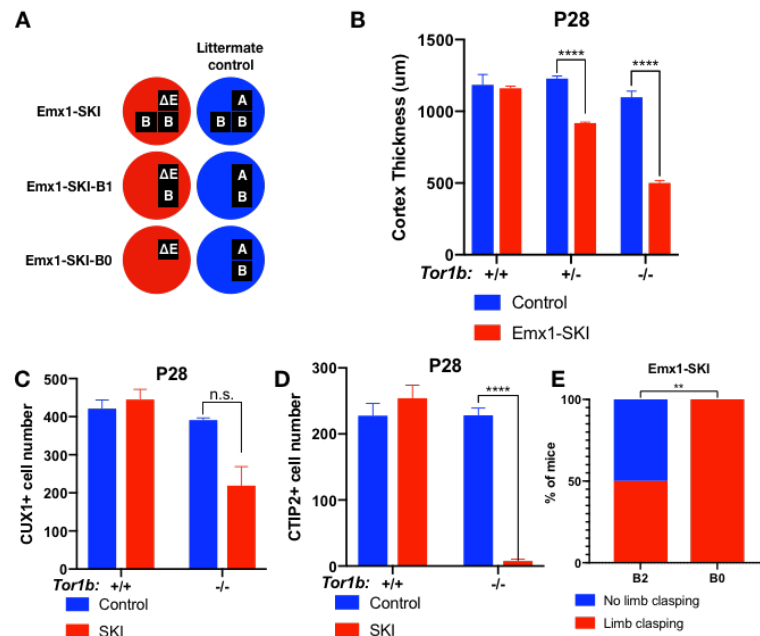 A
Littermate
control
Emx1-SKI
ΔE
B B
A
B B
Emx1-SKI-B1
ΔE
B
A
B
Emx1-SKI-B0
ΔE
A
B
B
P28
Cortex Thickness (um)
1500
1000
500
0
****
****
Tor1b: +/+ +/- -/-
Control
Emx1-SKI
C
P28
CUX1+ cell number
500
400
300
200
100
0
n.s.
Tor1b: +/+ -/-
Control
SKI
D
P28
CTIP2+ cell number
300
200
100
0
****
Tor1b: +/+ -/-
Control
SKI
E
Emx1-SKI
**
% of mice
100
50
0
B2 B0
No limb clasping
Limb clasping